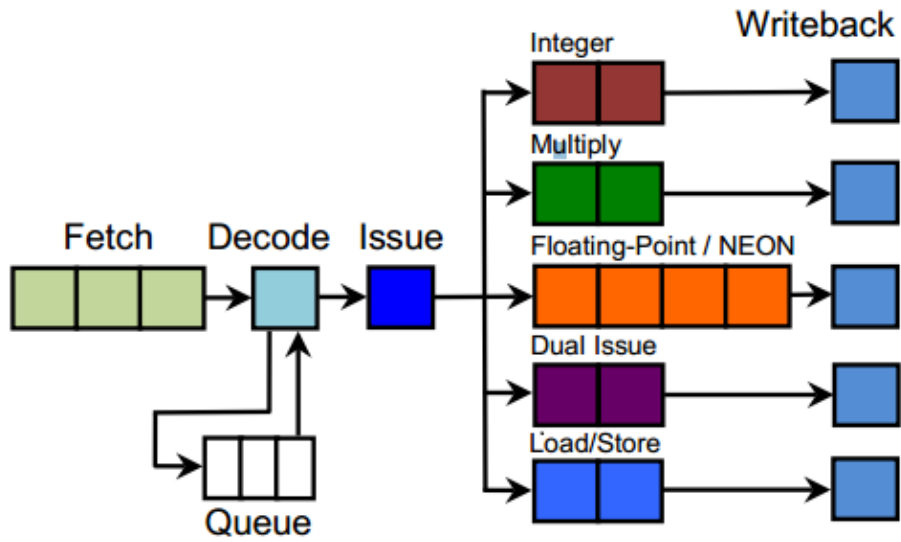 Writeback
Integer
Multiply
Fetch
Decode
Issue
Floating-Point / NEON
Dual Issue
Load/Store
Queue